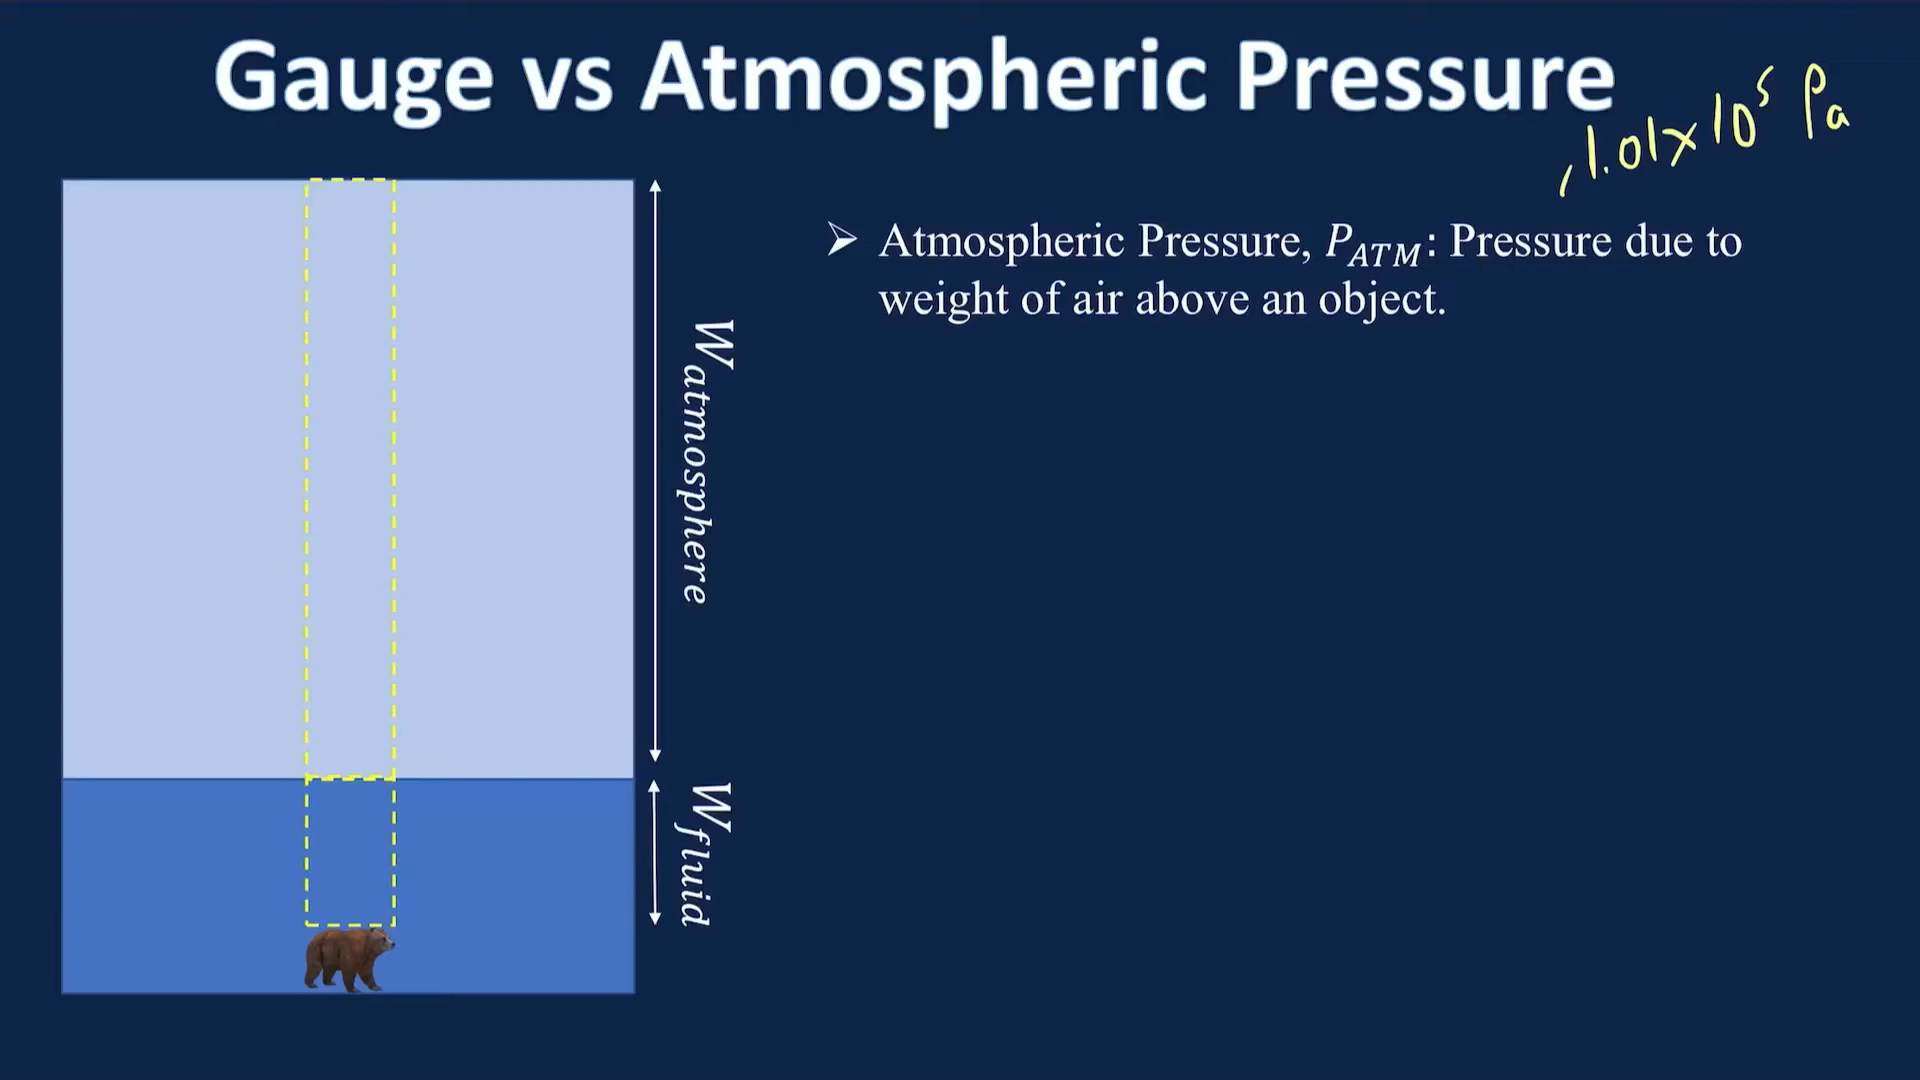 Gauge vs Atmospheric Pressure
1.01x10⁵ Pa
➢ Atmospheric Pressure, P_ATM: Pressure due to
weight of air above an object.
W_atmosphere
W_fluid